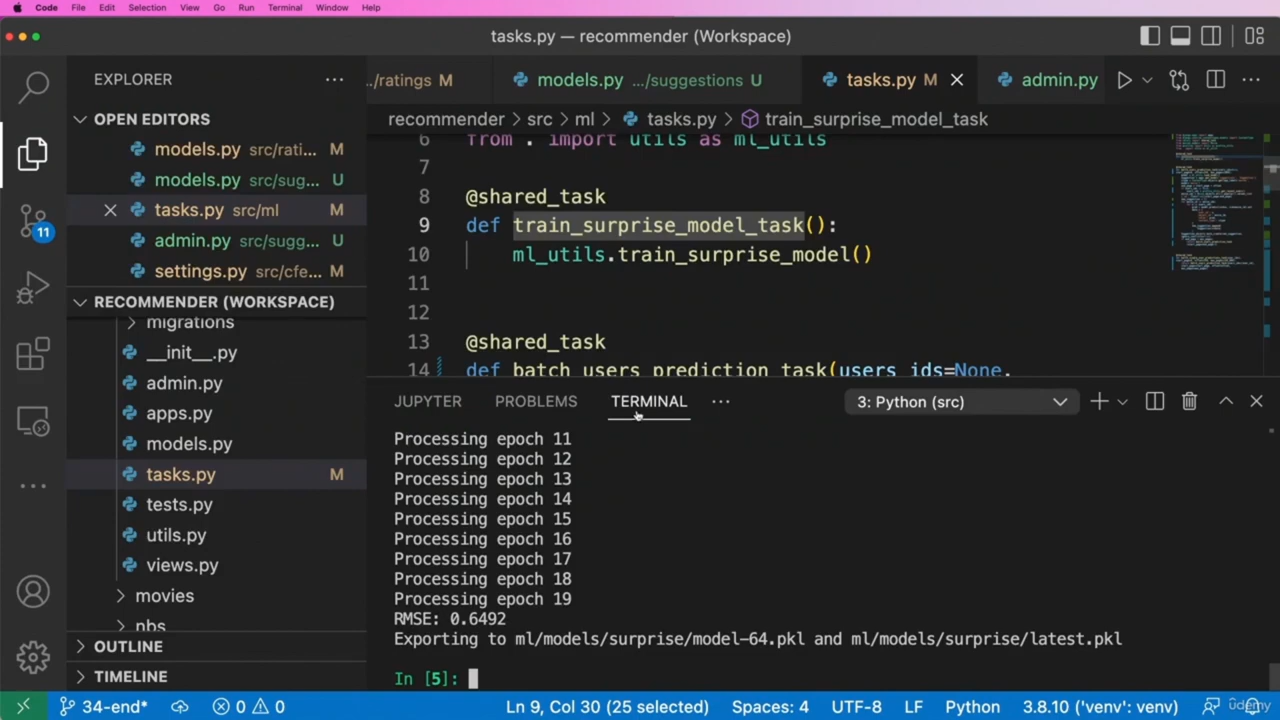 Code File Edit Selection View Go Run Terminal Window Help
tasks.py — recommender (Workspace)
EXPLORER
OPEN EDITORS
models.py src/rati... M
models.py src/sugg... U
tasks.py src/ml M
admin.py src/sugg... U
settings.py src/cfe... M
RECOMMENDER (WORKSPACE)
migrations
__init__.py
admin.py
apps.py
models.py
tasks.py M
tests.py
utils.py
views.py
movies
nbs
OUTLINE
TIMELINE
11
.../ratings M models.py .../suggestions U tasks.py M admin.py
recommender > src > ml > tasks.py > train_surprise_model_task
6 from . import utils as ml_utils
7
8 @shared_task
9 def train_surprise_model_task():
10 ml_utils.train_surprise_model()
11
12
13 @shared_task
14 def batch_users_prediction_task(users_ids=None,
JUPYTER PROBLEMS TERMINAL ... 3: Python (src)
Processing epoch 11
Processing epoch 12
Processing epoch 13
Processing epoch 14
Processing epoch 15
Processing epoch 16
Processing epoch 17
Processing epoch 18
Processing epoch 19
RMSE: 0.6492
Exporting to ml/models/surprise/model-64.pkl and ml/models/surprise/latest.pkl
In [5]:
34-end* 0 0 Ln 9, Col 30 (25 selected) Spaces: 4 UTF-8 LF Python 3.8.10 ('venv': venv)
udemy